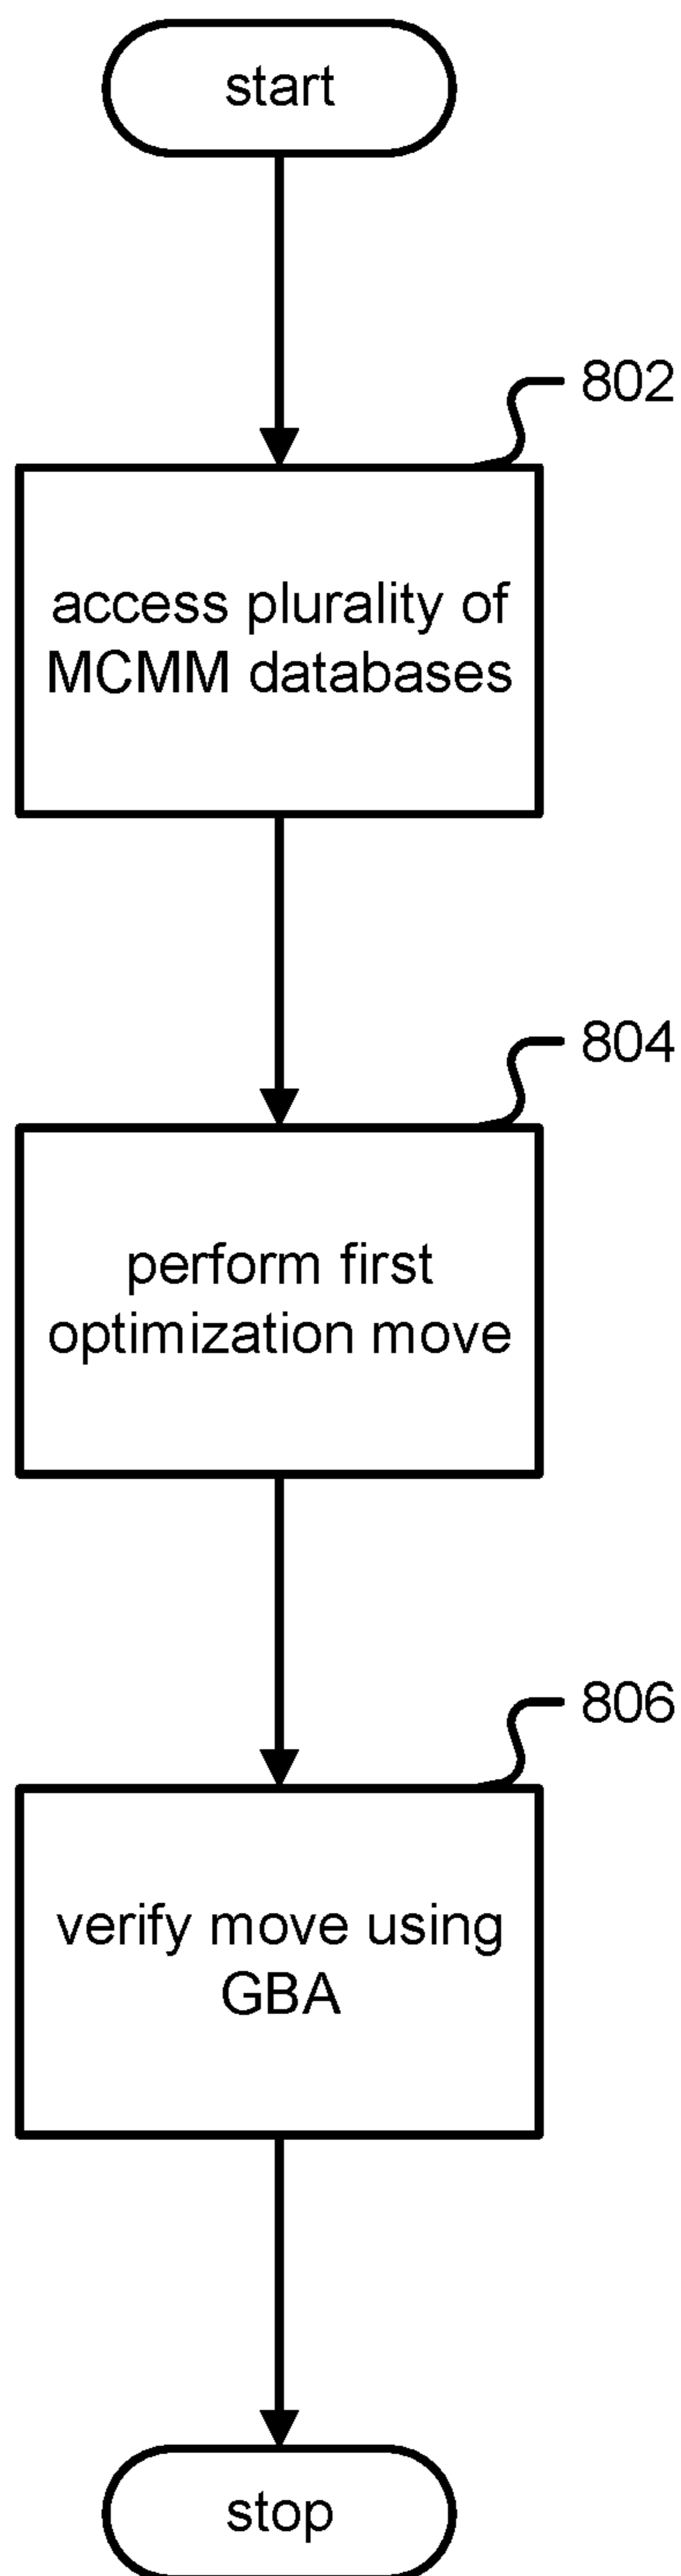 start
802
access plurality of
MCMM databases
804
perform first
optimization move
806
verify move using
GBA
stop